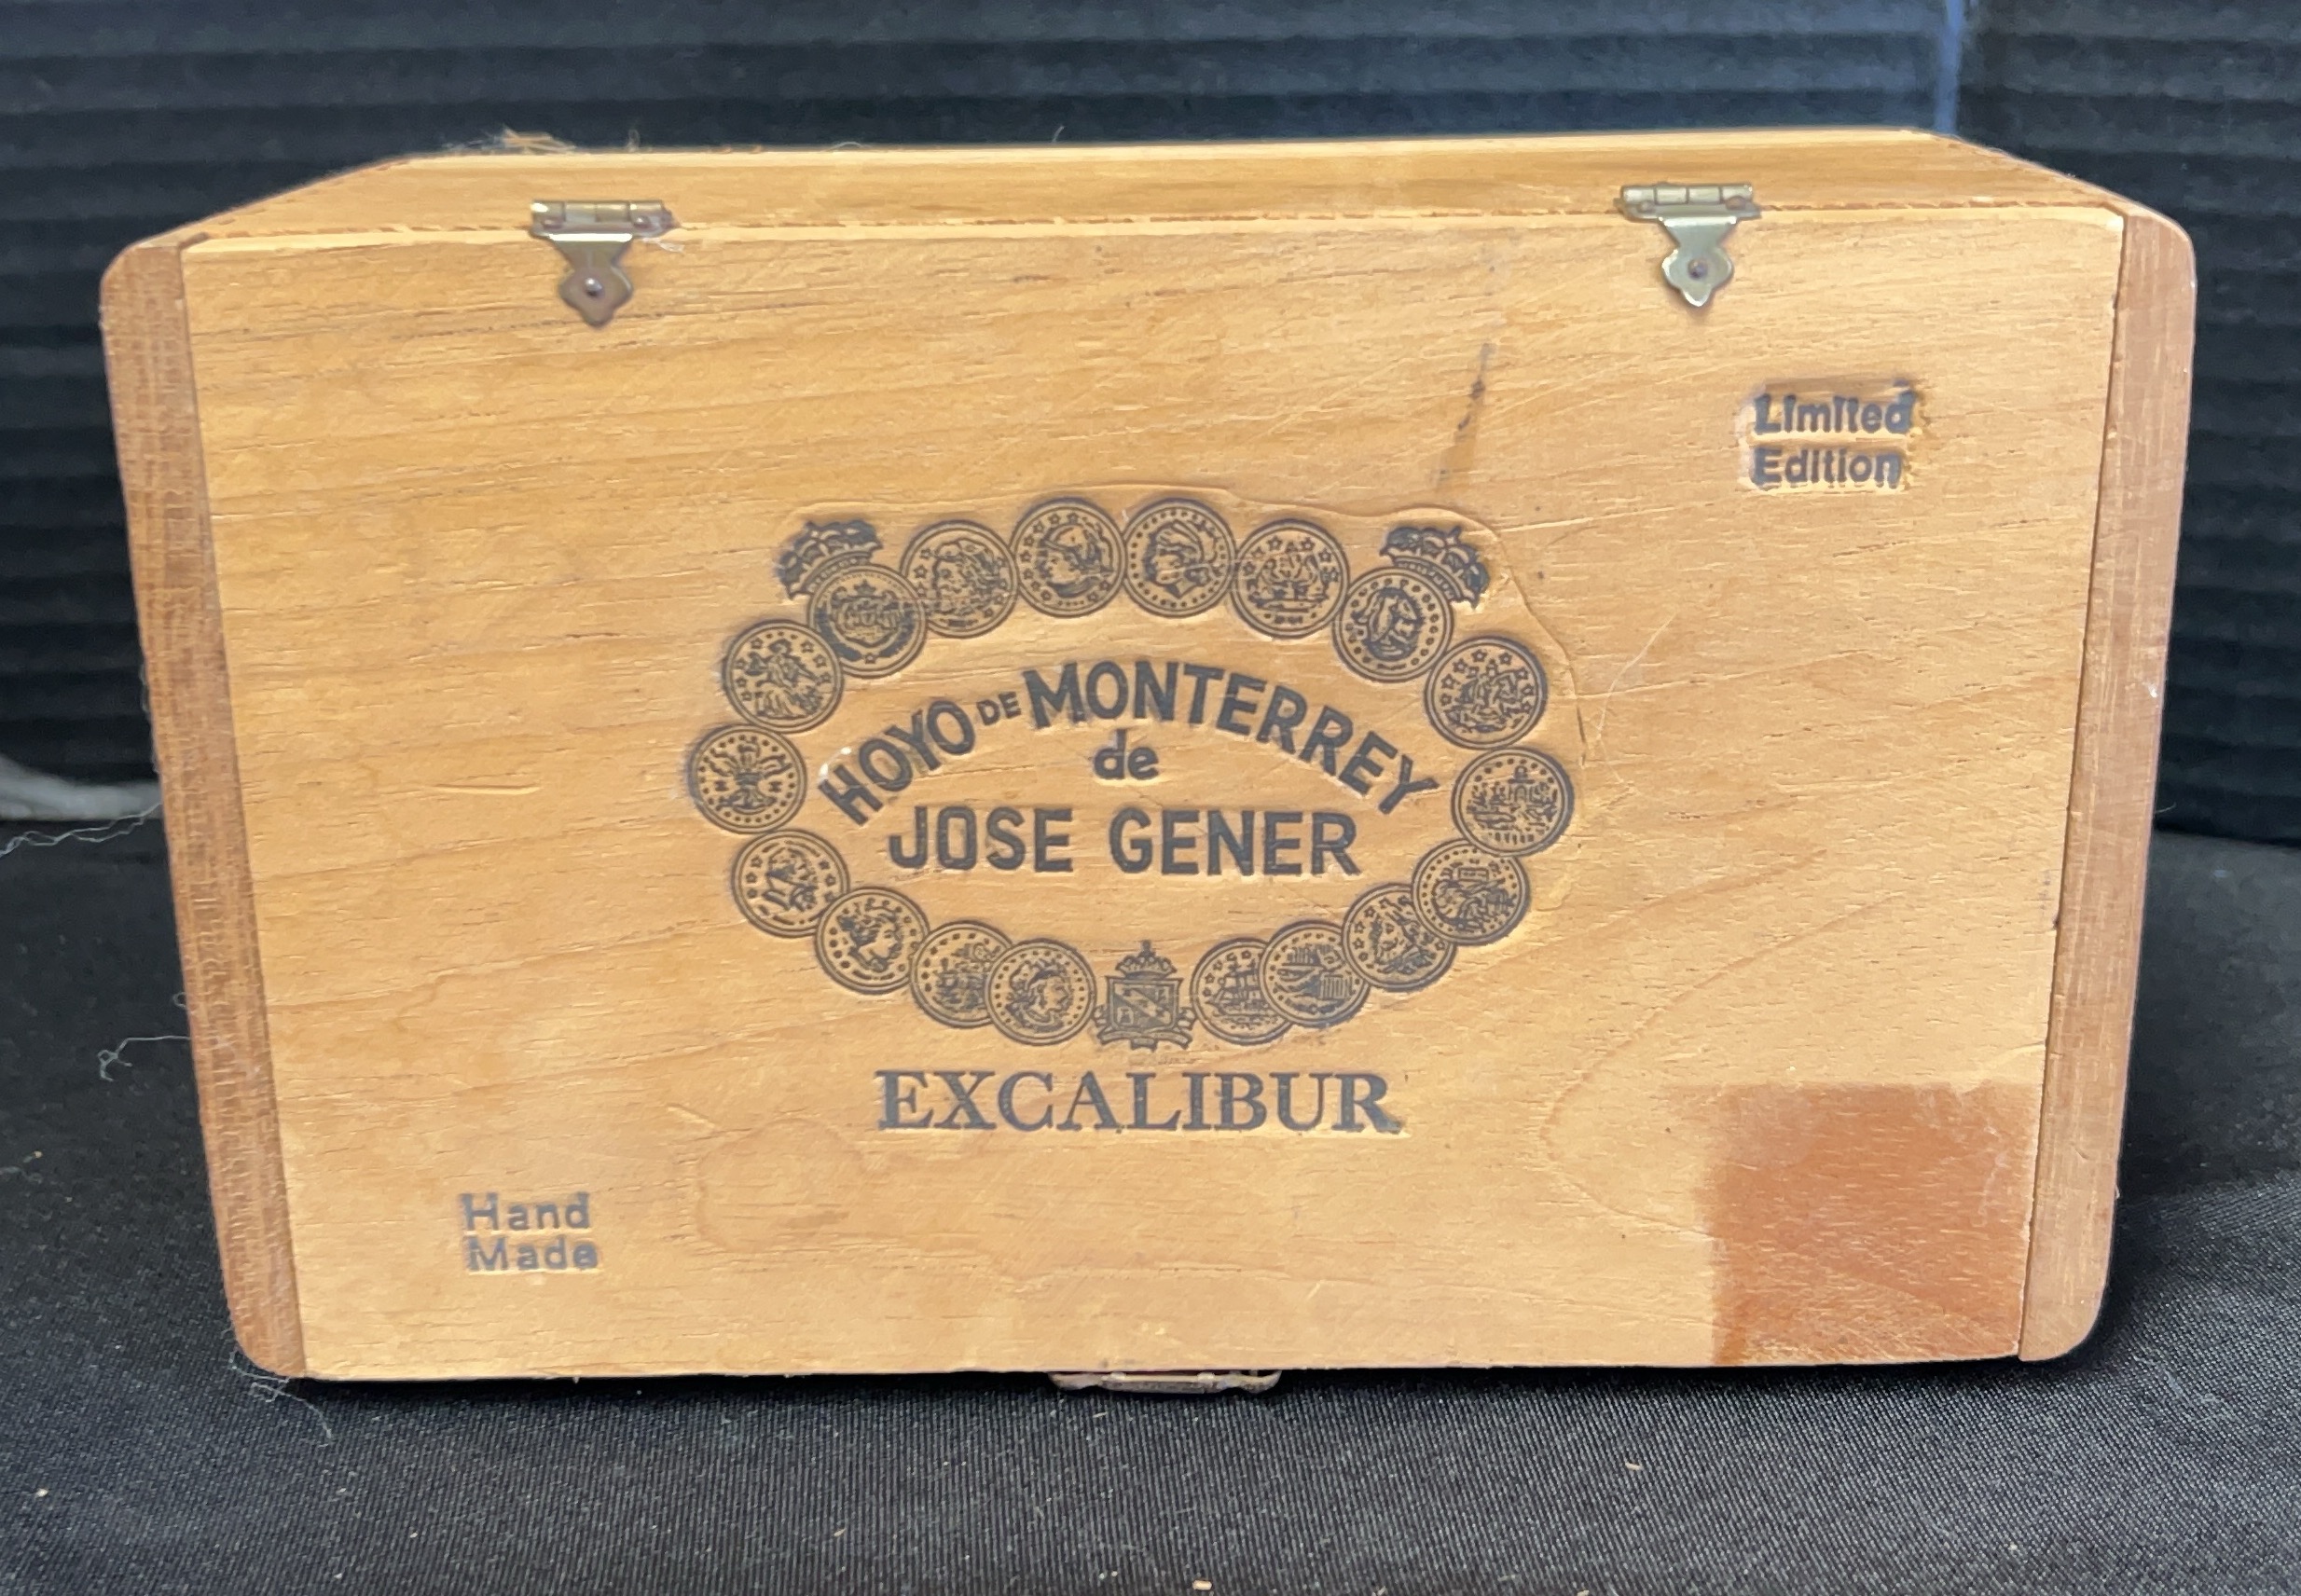 Limited
Edition
HOYO DE MONTERREY
de
JOSE GENER
EXCALIBUR
Hand
Made